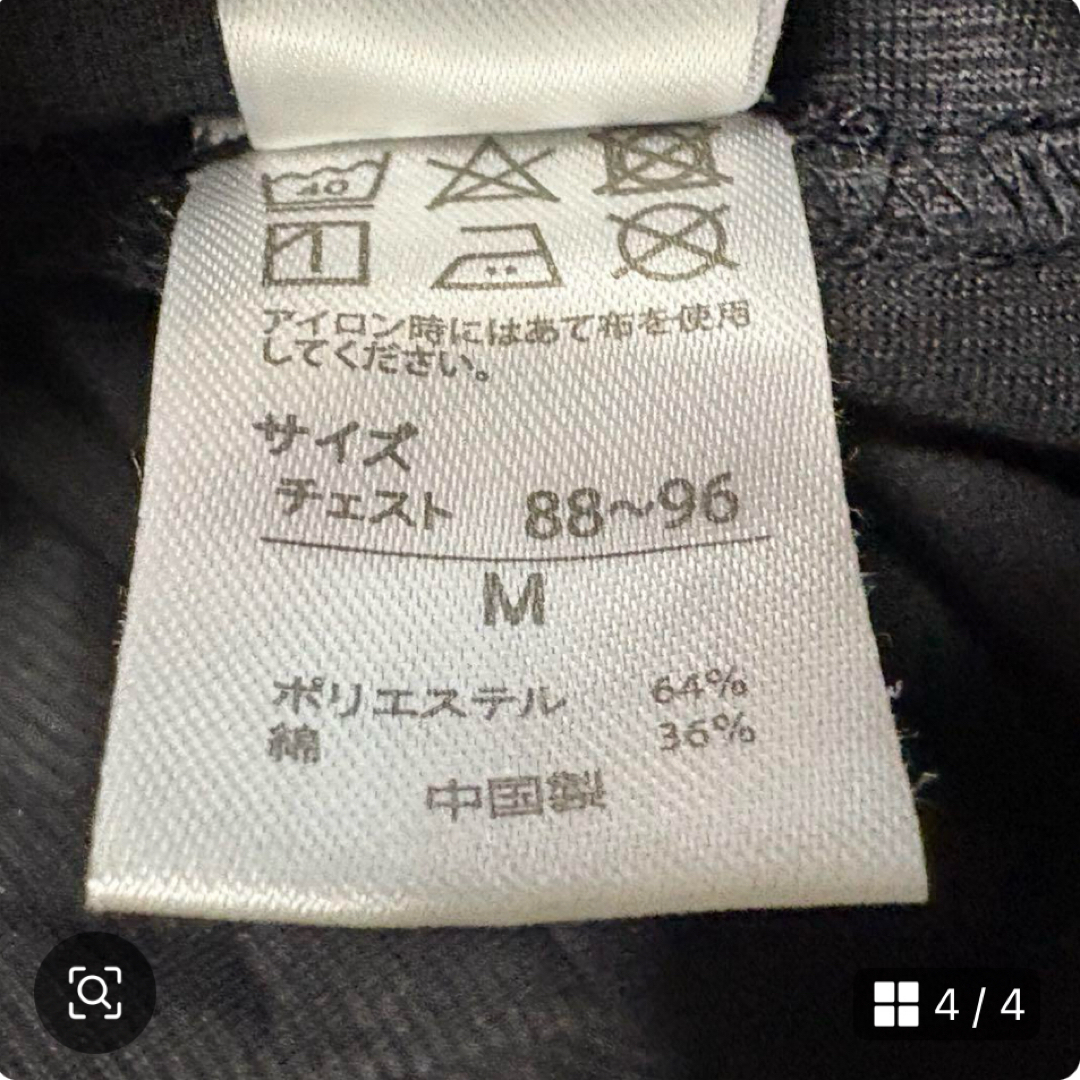 40
アイロン時にはあて布を使用
してください。
サイズ
チェスト 88~96
M
ポリエステル 64%
綿 36%
中国製
4 / 4